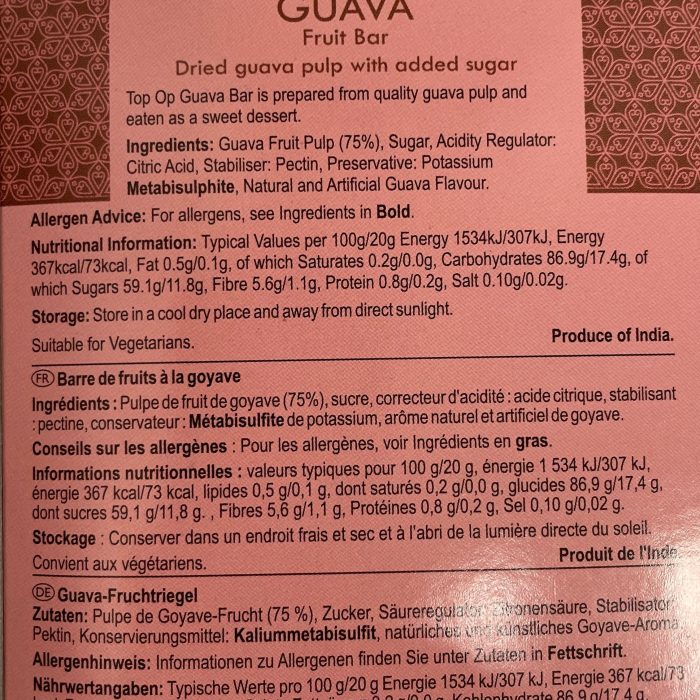 GUAVA
Fruit Bar
Dried guava pulp with added sugar
Top Op Guava Bar is prepared from quality guava pulp and
eaten as a sweet dessert.
Ingredients: Guava Fruit Pulp (75%), Sugar, Acidity Regulator:
Citric Acid, Stabiliser: Pectin, Preservative: Potassium
Metabisulphite, Natural and Artificial Guava Flavour.
Allergen Advice: For allergens, see Ingredients in Bold.
Nutritional Information: Typical Values per 100g/20g Energy 1534kJ/307kJ, Energy
367kcal/73kcal, Fat 0.5g/0.1g, of which Saturates 0.2g/0.0g, Carbohydrates 86.9g/17.4g, of
which Sugars 59.1g/11.8g, Fibre 5.6g/1.1g, Protein 0.8g/0.2g, Salt 0.10g/0.02g.
Storage: Store in a cool dry place and away from direct sunlight.
Suitable for Vegetarians. Produce of India.
FR Barre de fruits à la goyave
Ingrédients : Pulpe de fruit de goyave (75%), sucre, correcteur d'acidité : acide citrique, stabilisant
: pectine, conservateur : Métabisulfite de potassium, arôme naturel et artificiel de goyave.
Conseils sur les allergènes : Pour les allergènes, voir Ingrédients en gras.
Informations nutritionnelles : valeurs typiques pour 100 g/20 g, énergie 1 534 kJ/307 kJ,
énergie 367 kcal/73 kcal, lipides 0,5 g/0,1 g, dont saturés 0,2 g/0,0 g, glucides 86,9 g/17,4 g,
dont sucres 59,1 g/11,8 g. , Fibres 5,6 g/1,1 g, Protéines 0,8 g/0,2 g, Sel 0,10 g/0,02 g.
Stockage : Conserver dans un endroit frais et sec et à l'abri de la lumière directe du soleil.
Convient aux végétariens. Produit de l'Inde
DE Guava-Fruchtriegel
Zutaten: Pulpe de Goyave-Frucht (75 %), Zucker, Säureregulator Zitronensäure, Stabilisator
Pektin, Konservierungsmittel: Kaliummetabisulfit, natürliches und künstliches Goyave-Aroma.
Allergenhinweis: Informationen zu Allergenen finden Sie unter Zutaten in Fettschrift.
Nährwertangaben: Typische Werte pro 100 g/20 g Energie 1534 kJ/307 kJ, Energie 367 kcal/73
0,2 g/0,0 g, Kohlenhydrate 86,9 g/17,4 g,